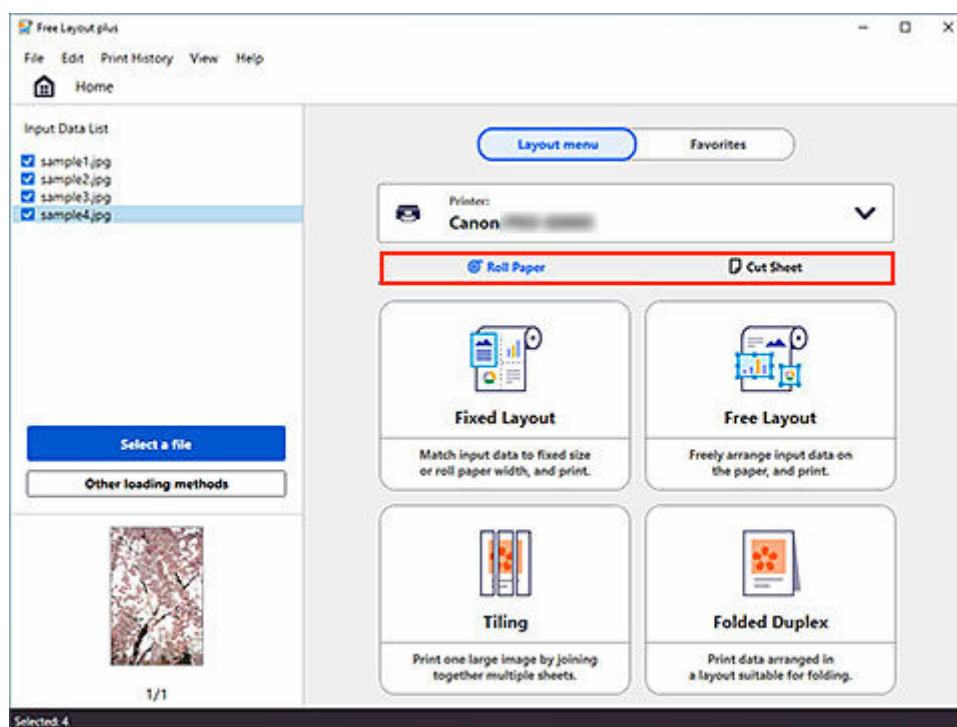 Free Layout plus
File Edit Print History View Help
Home
Input Data List
sample1.jpg
sample2.jpg
sample3.jpg
sample4.jpg
Select a file
Other loading methods
1/1
Selected: 4
Layout menu
Favorites
Printer:
Canon
Roll Paper
Cut Sheet
Fixed Layout
Match input data to fixed size
or roll paper width, and print.
Free Layout
Freely arrange input data on
the paper, and print.
Tiling
Print one large image by joining
together multiple sheets.
Folded Duplex
Print data arranged in
a layout suitable for folding.